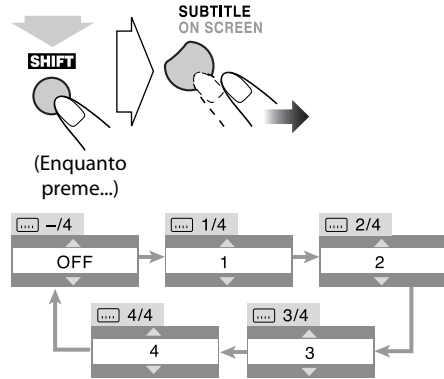 SUBTITLE
ON SCREEN
SHIFT
(Enquanto
preme...)
–/4
OFF
1/4
1
2/4
2
4/4
4
3/4
3